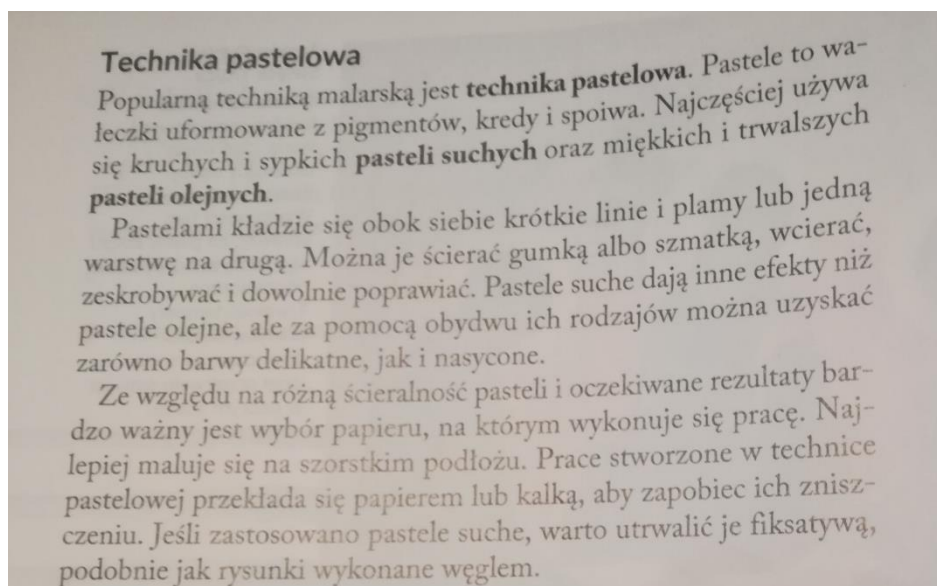 Technika pastelowa
Popularną techniką malarską jest technika pastelowa. Pastele to wa-
łeczki uformowane z pigmentów, kredy i spoiwa. Najczęściej używa
się kruchych i sypkich pasteli suchych oraz miękkich i trwalszych
pasteli olejnych.
Pastelami kładzie się obok siebie krótkie linie i plamy lub jedną
warstwę na drugą. Można je ścierać gumką albo szmatką, wcierać,
zeskrobywać i dowolnie poprawiać. Pastele suche dają inne efekty niż
pastele olejne, ale za pomocą obydwu ich rodzajów można uzyskać
zarówno barwy delikatne, jak i nasycone.
Ze względu na różną ścieralność pasteli i oczekiwane rezultaty bar-
dzo ważny jest wybór papieru, na którym wykonuje się pracę. Naj-
lepiej maluje się na szorstkim podłożu. Prace stworzone w technice
pastelowej przekłada się papierem lub kalką, aby zapobiec ich znisz-
czeniu. Jeśli zastosowano pastele suche, warto utrwalić je fiksatywą,
podobnie jak rysunki wykonane węglem.